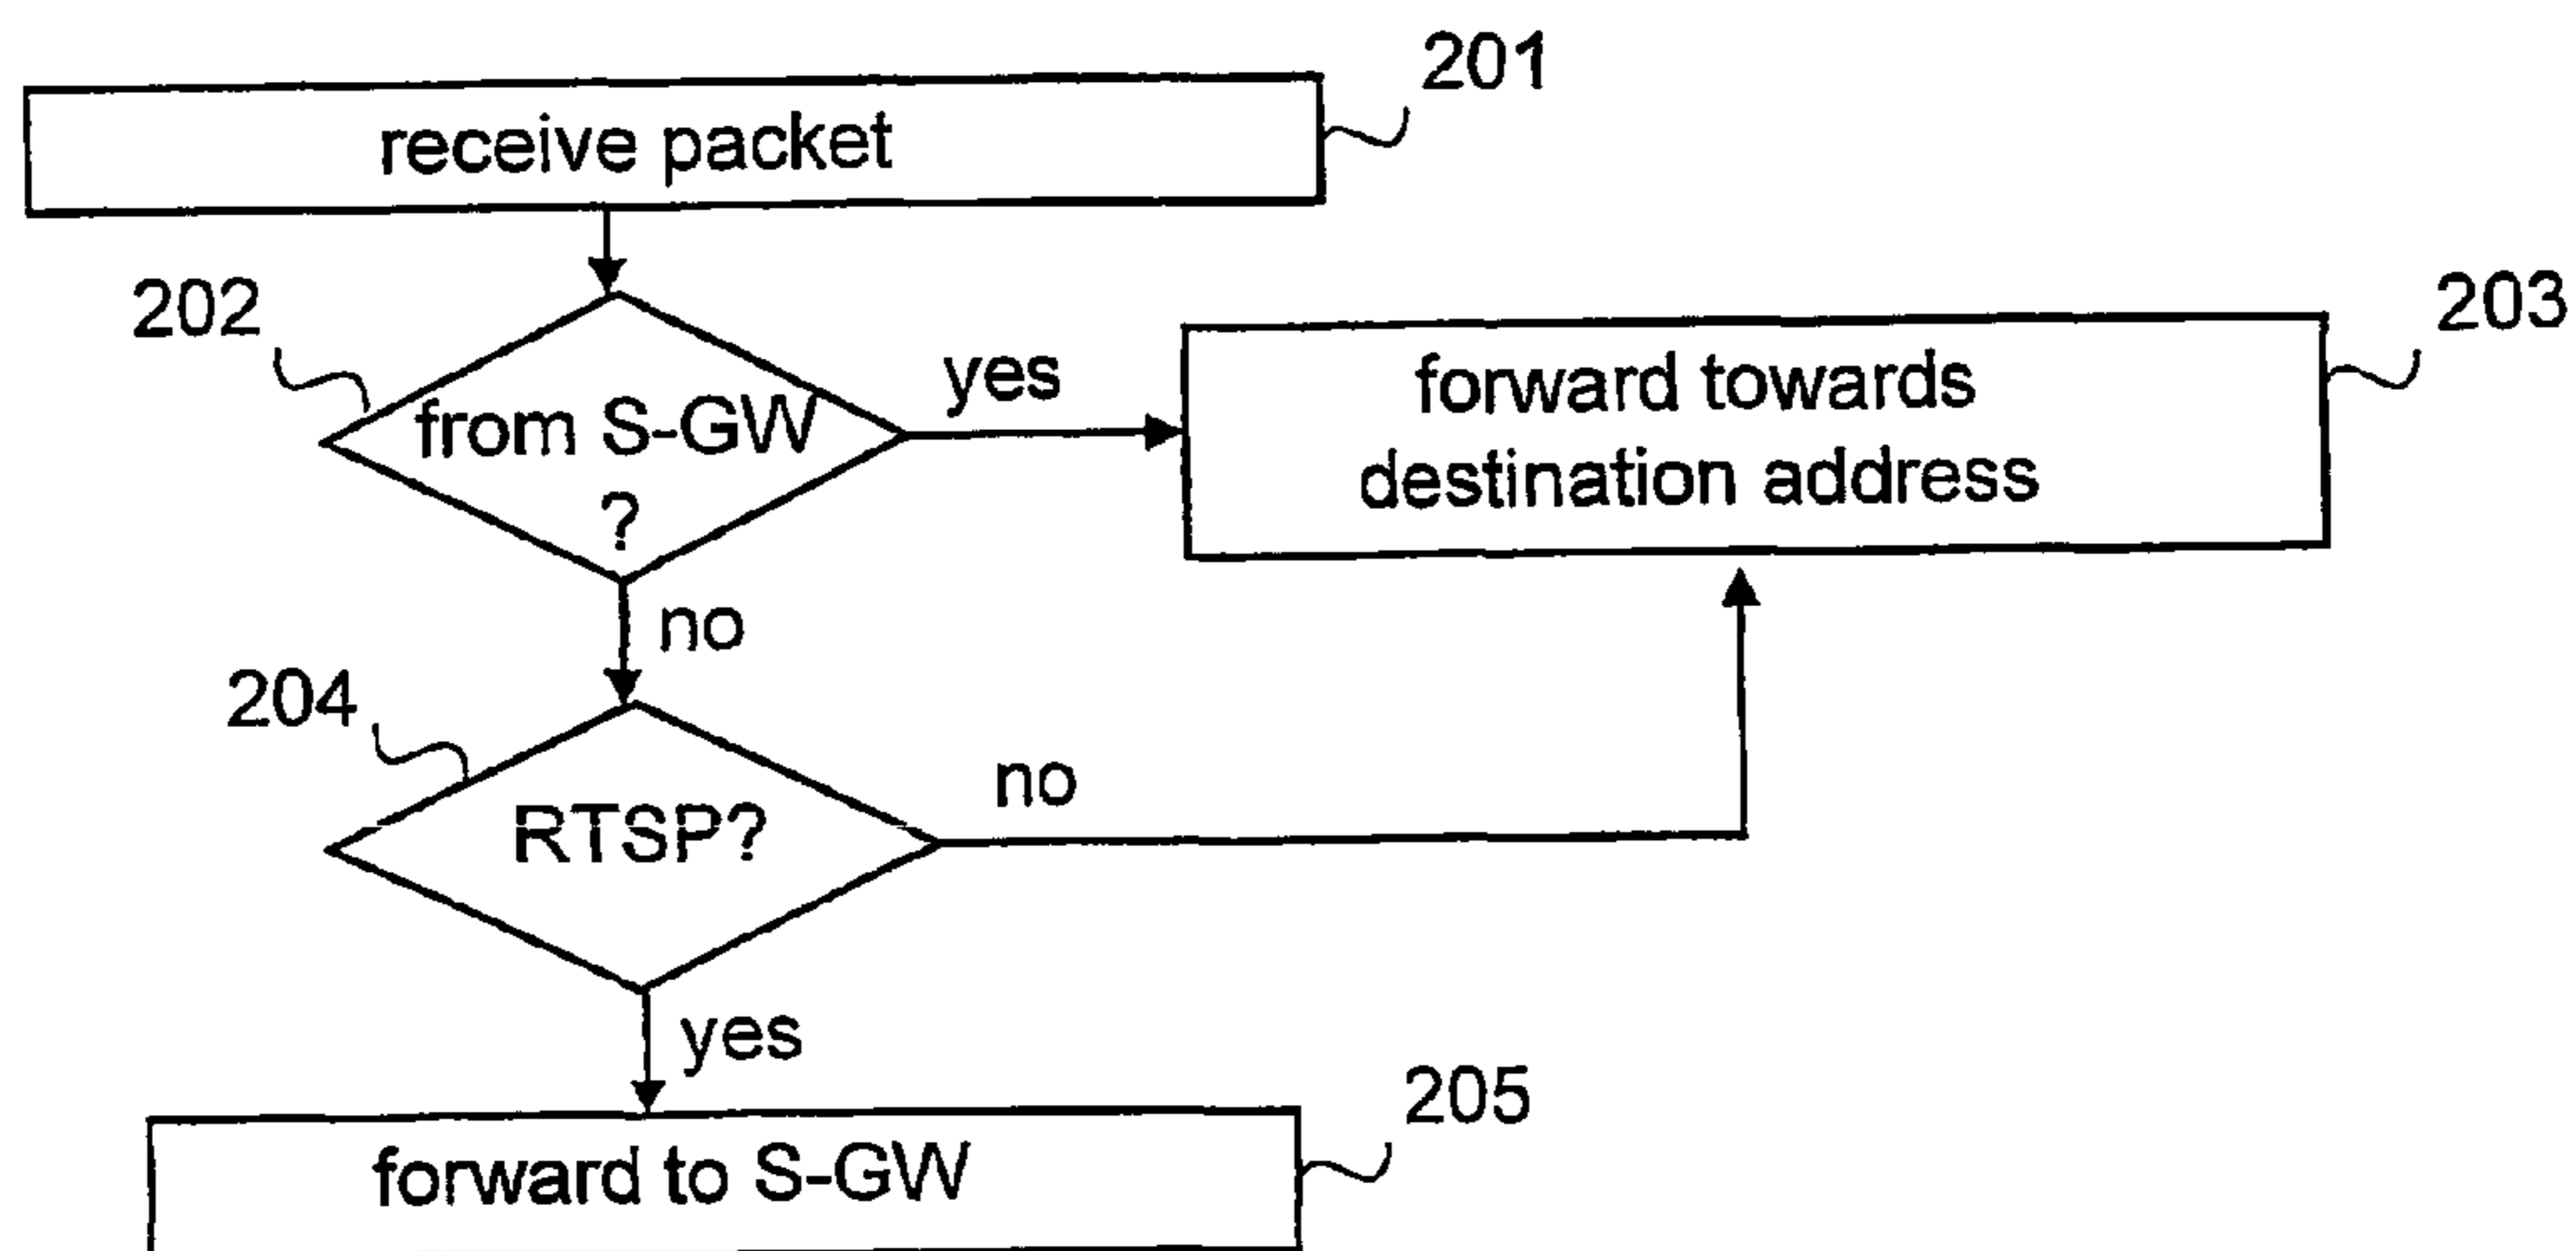 201
receive packet
202
from S-GW
?
yes
203
forward towards
destination address
no
204
RTSP?
no
yes
205
forward to S-GW